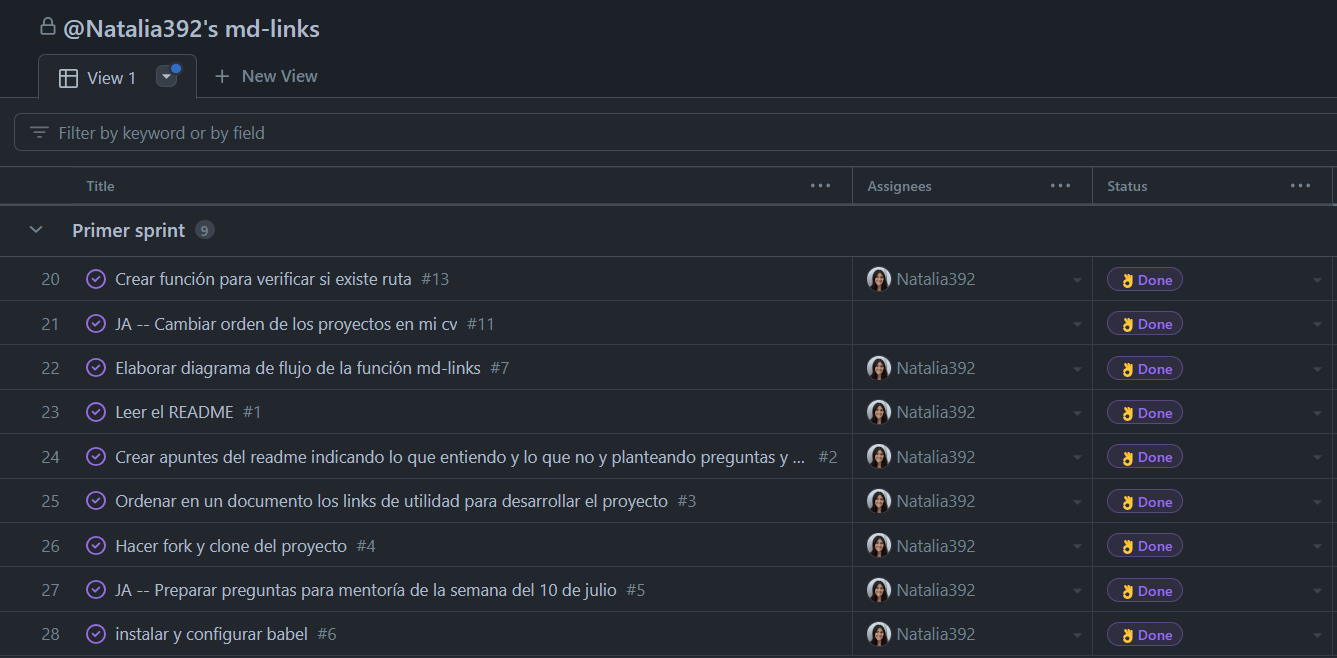 @Natalia392's md-links
View 1
New View
Filter by keyword or by field
Title Assignees Status
Primer sprint 9
20 Crear función para verificar si existe ruta #13 Natalia392 Done
21 JA -- Cambiar orden de los proyectos en mi cv #11 Done
22 Elaborar diagrama de flujo de la función md-links #7 Natalia392 Done
23 Leer el README #1 Natalia392 Done
24 Crear apuntes del readme indicando lo que entiendo y lo que no y planteando preguntas y ... #2 Natalia392 Done
25 Ordenar en un documento los links de utilidad para desarrollar el proyecto #3 Natalia392 Done
26 Hacer fork y clone del proyecto #4 Natalia392 Done
27 JA -- Preparar preguntas para mentoría de la semana del 10 de julio #5 Natalia392 Done
28 instalar y configurar babel #6 Natalia392 Done